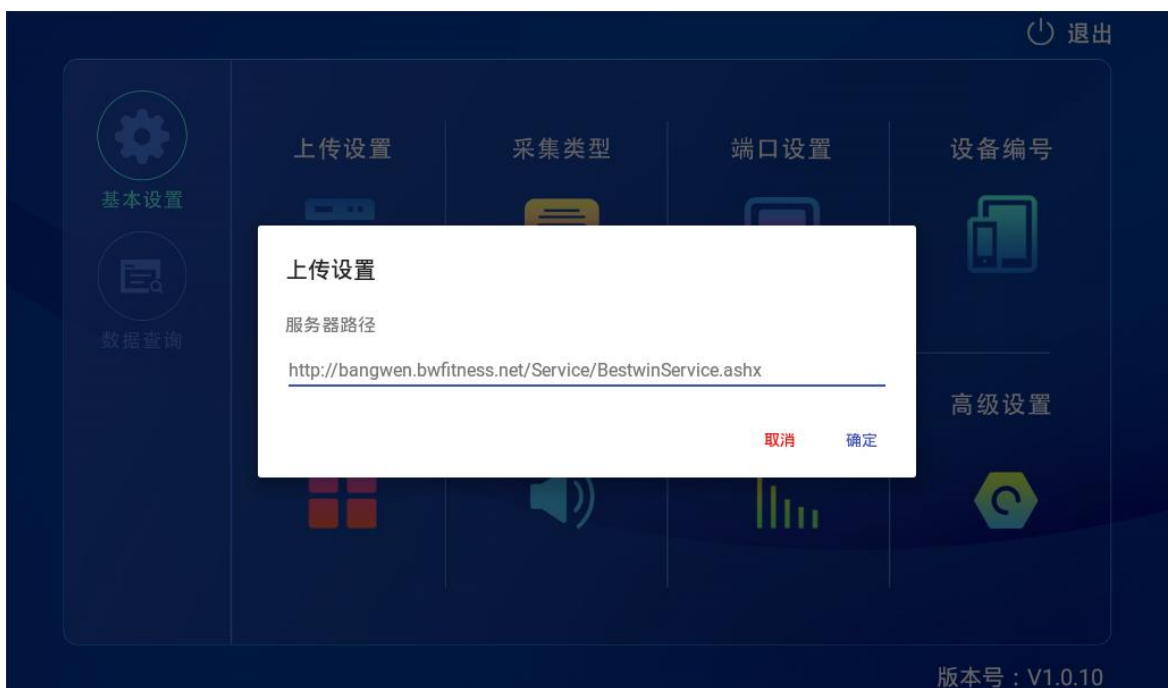 退出
基本设置
数据查询
上传设置
采集类型
端口设置
设备编号
上传设置
服务器路径
http://bangwen.bwfitness.net/Service/BestwinService.ashx
取消
确定
高级设置
版本号：V1.0.10